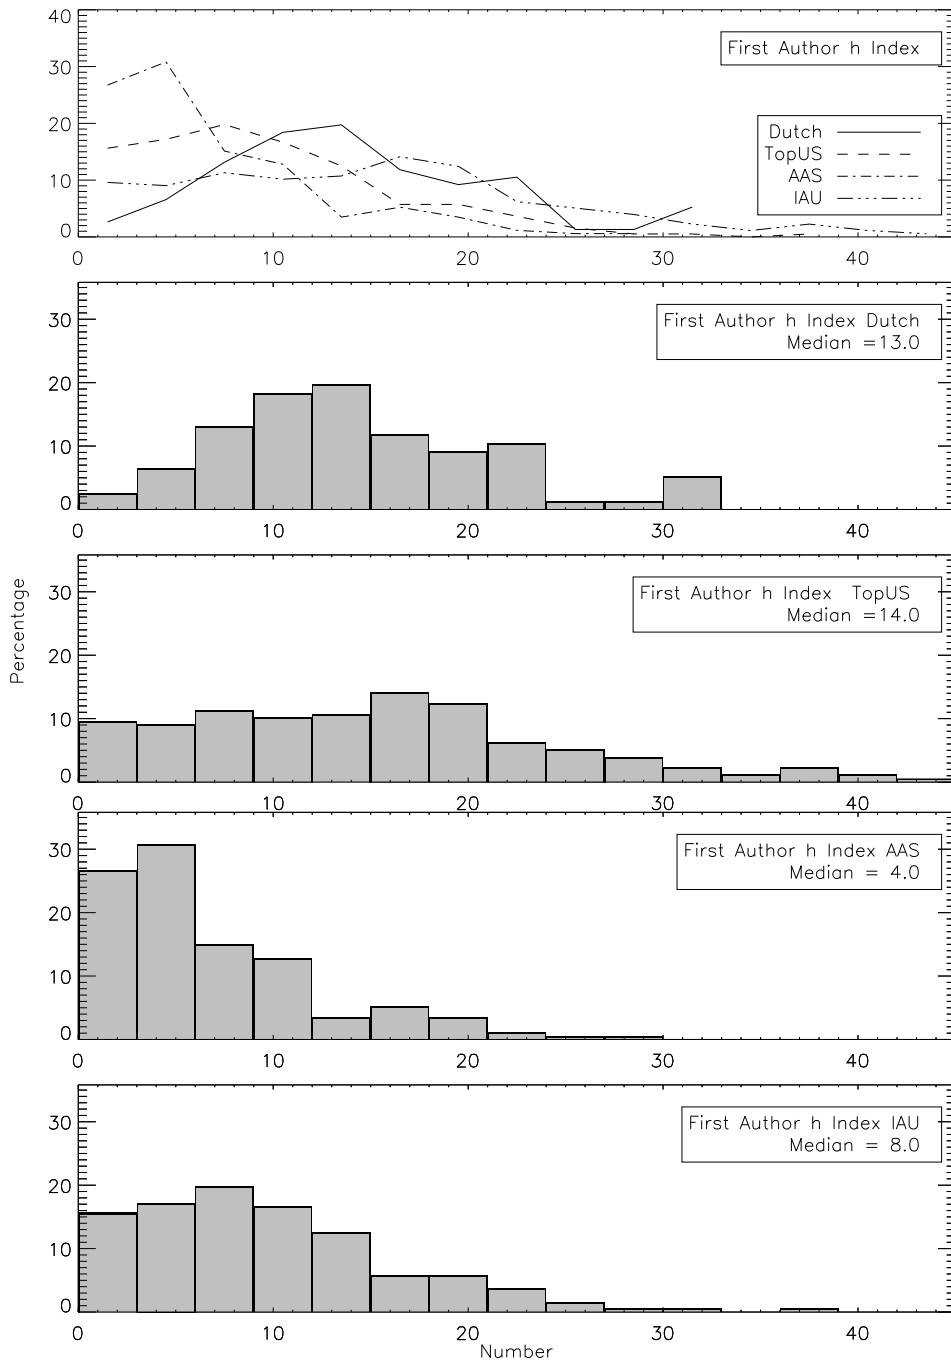 40
30
20
10
0
First Author h Index
Dutch
TopUS
AAS
IAU
0 10 20 30 40
30
20
10
0
First Author h Index Dutch
Median =13.0
0 10 20 30 40
Percentage
30
20
10
0
First Author h Index TopUS
Median =14.0
0 10 20 30 40
30
20
10
0
First Author h Index AAS
Median = 4.0
0 10 20 30 40
30
20
10
0
First Author h Index IAU
Median = 8.0
0 10 20 30 40
Number